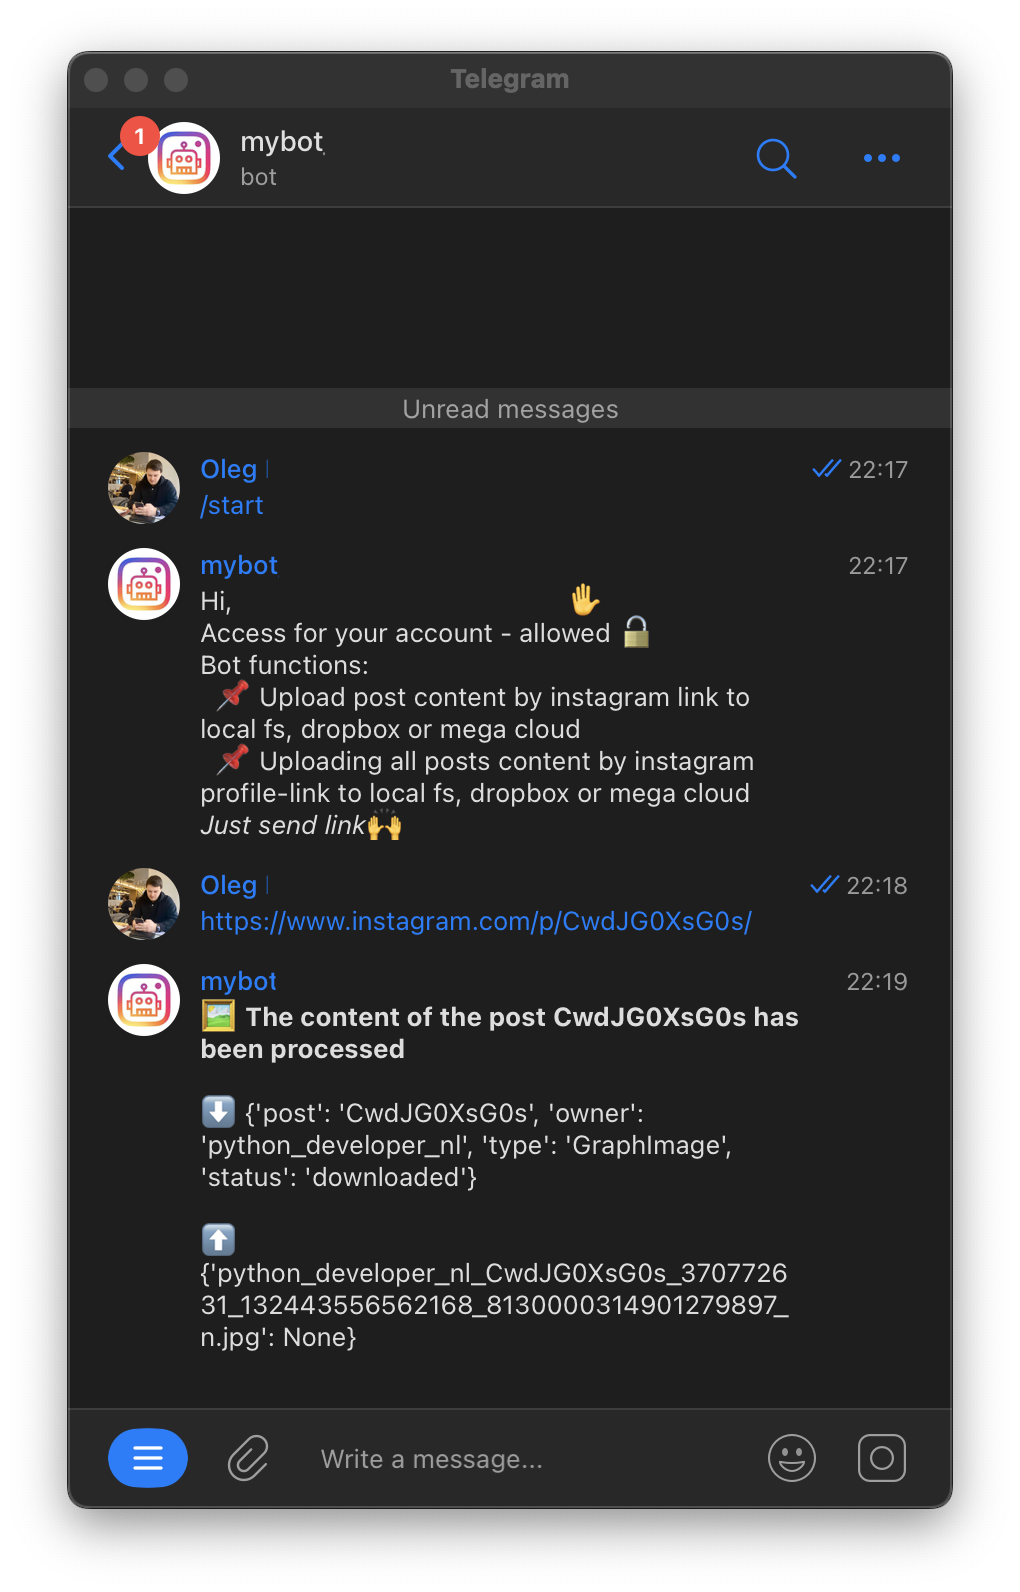 Telegram
1
mybot
bot
Unread messages
Oleg
22:17
/start
mybot
22:17
Hi, ✋
Access for your account - allowed 🔓
Bot functions:
📌 Upload post content by instagram link to
local fs, dropbox or mega cloud
📌 Uploading all posts content by instagram
profile-link to local fs, dropbox or mega cloud
Just send link🙌
Oleg
22:18
https://www.instagram.com/p/CwdJG0XsG0s/
mybot
22:19
🖼️ The content of the post CwdJG0XsG0s has
been processed
⬇️ {'post': 'CwdJG0XsG0s', 'owner':
'python_developer_nl', 'type': 'GraphImage',
'status': 'downloaded'}
⬆️
{'python_developer_nl_CwdJG0XsG0s_3707726
31_132443556562168_8130000314901279897_
n.jpg': None}
Write a message...